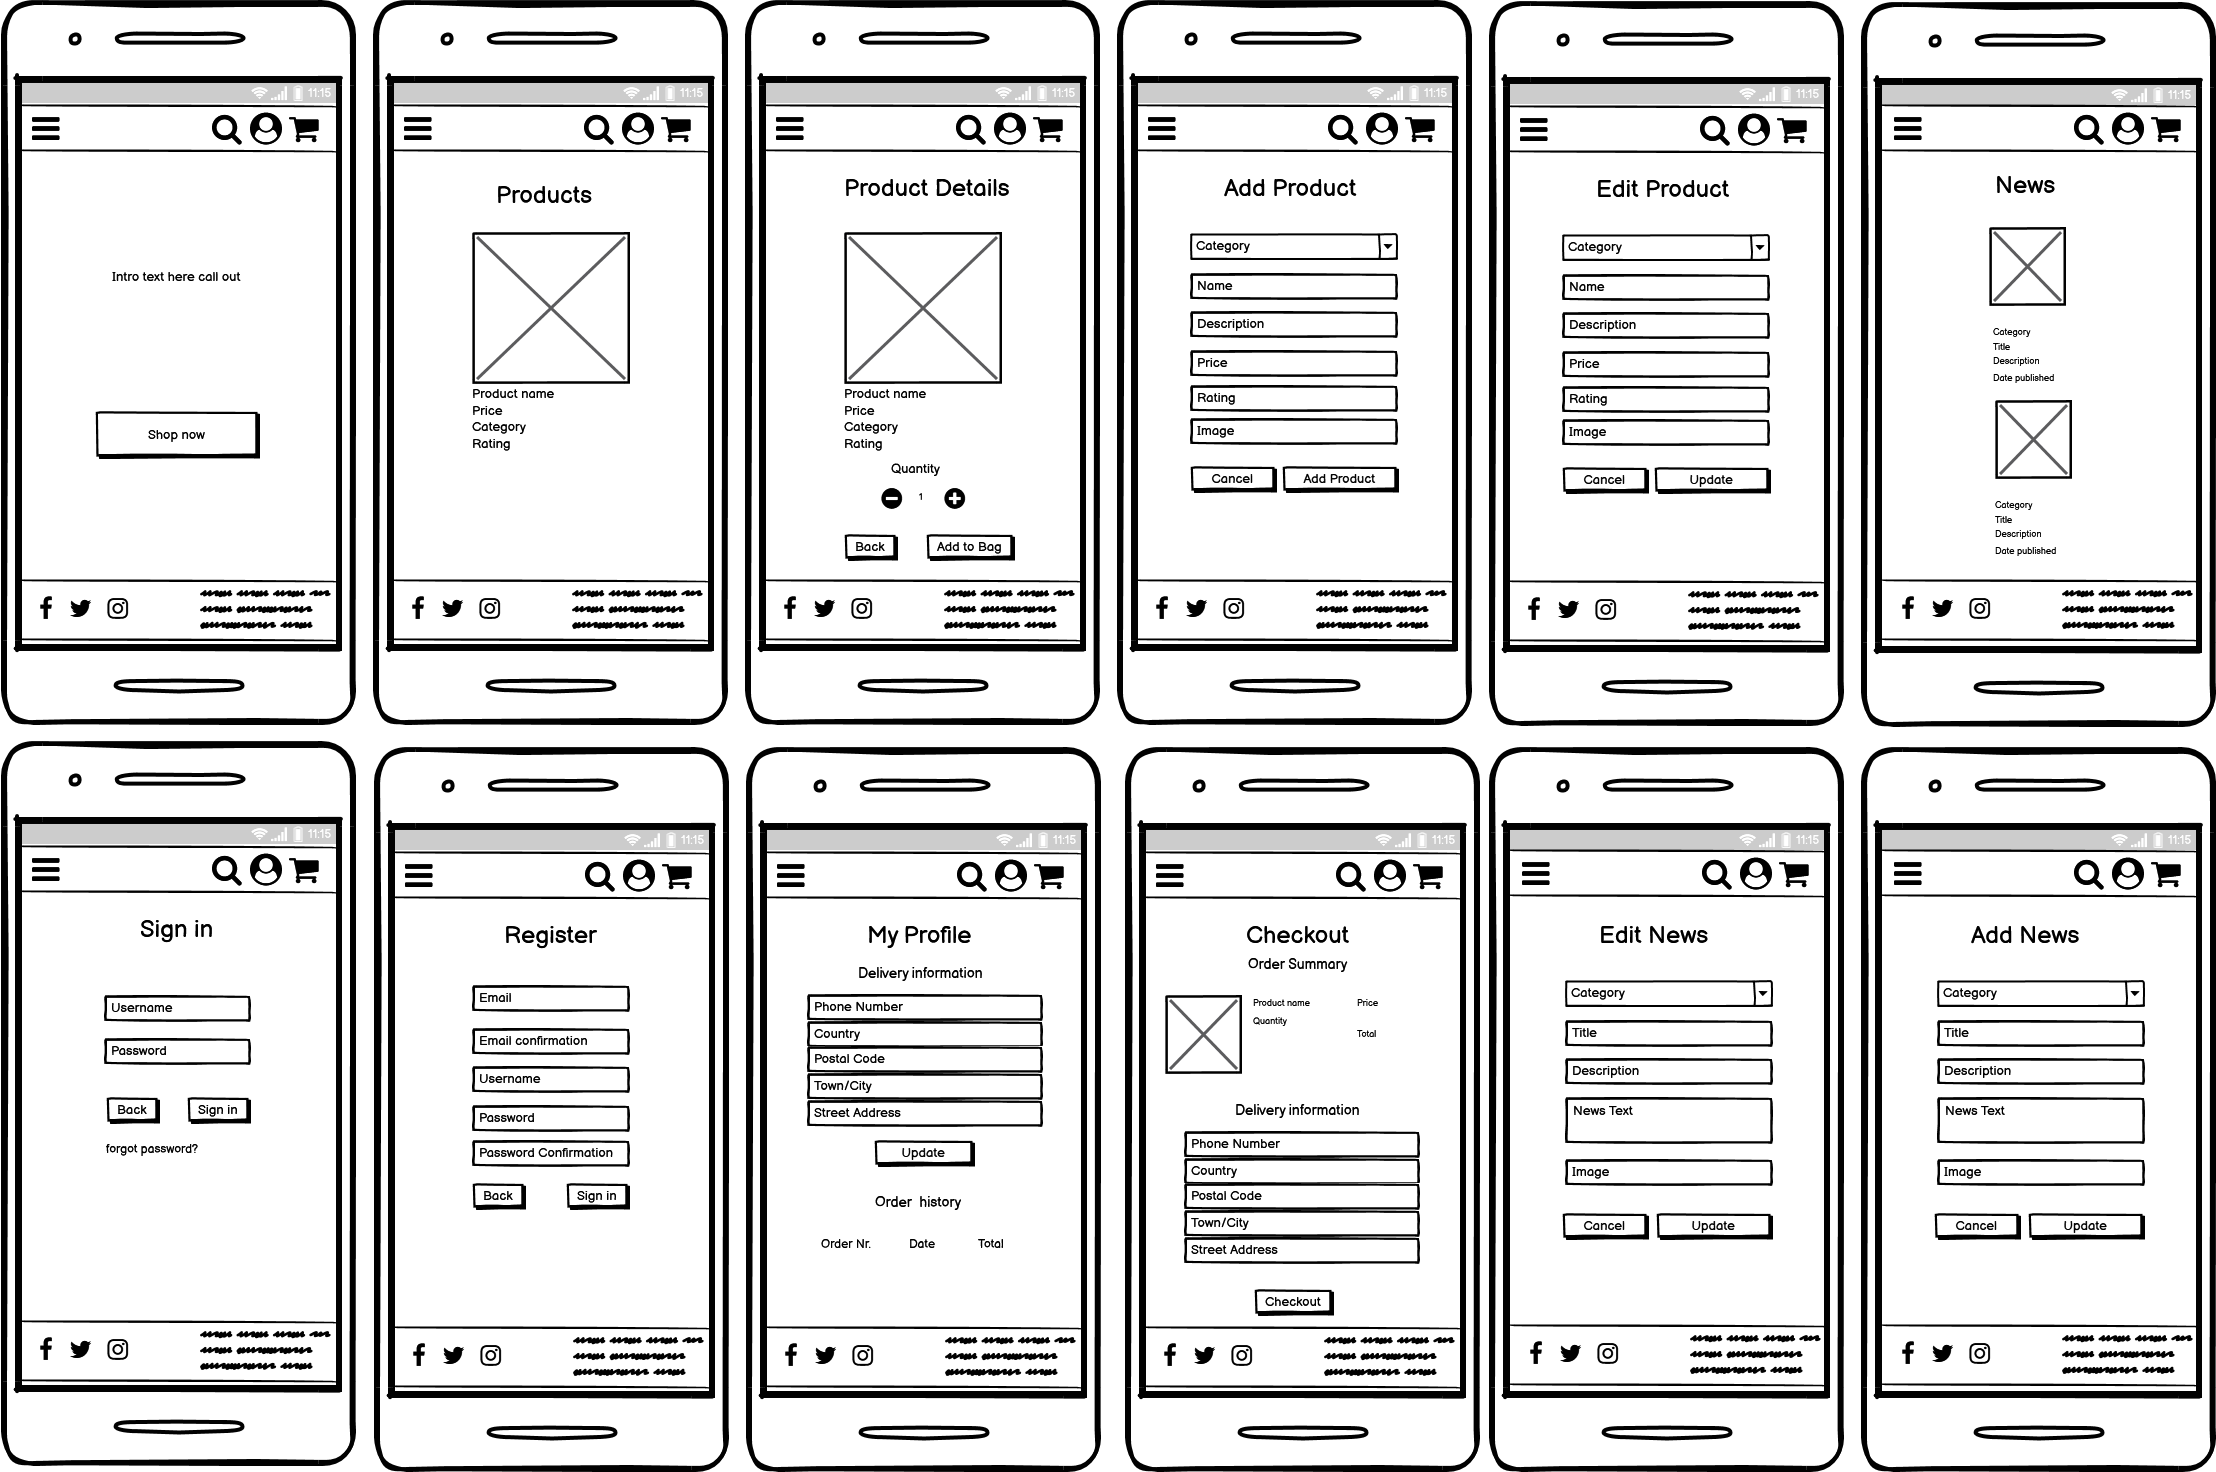 11:15
Intro text here call out
Shop now
11:15
Products
Product name
Price
Category
Rating
11:15
Product Details
Product name
Price
Category
Rating
Quantity
1
Back Add to Bag
11:15
Add Product
Category
Name
Description
Price
Rating
Image
Cancel Add Product
11:15
Edit Product
Category
Name
Description
Price
Rating
Image
Cancel Update
11:15
News
Category
Title
Description
Date published
Category
Title
Description
Date published
11:15
Sign in
Username
Password
Back Sign in
forgot password?
11:15
Register
Email
Email confirmation
Username
Password
Password Confirmation
Back Sign in
11:15
My Profile
Delivery information
Phone Number
Country
Postal Code
Town/City
Street Address
Update
Order history
Order Nr. Date Total
11:15
Checkout
Order Summary
Product name Price
Quantity
Total
Delivery information
Phone Number
Country
Postal Code
Town/City
Street Address
Checkout
11:15
Edit News
Category
Title
Description
News Text
Image
Cancel Update
11:15
Add News
Category
Title
Description
News Text
Image
Cancel Update